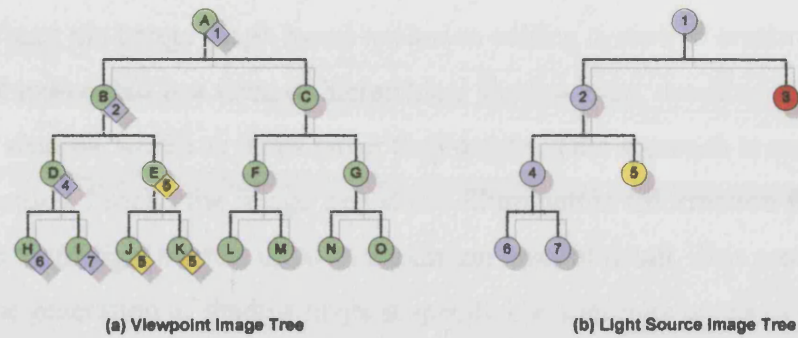 A
1
1
B
2
C
2
3
D
4
E
5
F
G
4
5
H
6
I
7
J
5
K
5
L
M
N
O
6
7
(a) Viewpoint Image Tree
(b) Light Source Image Tree